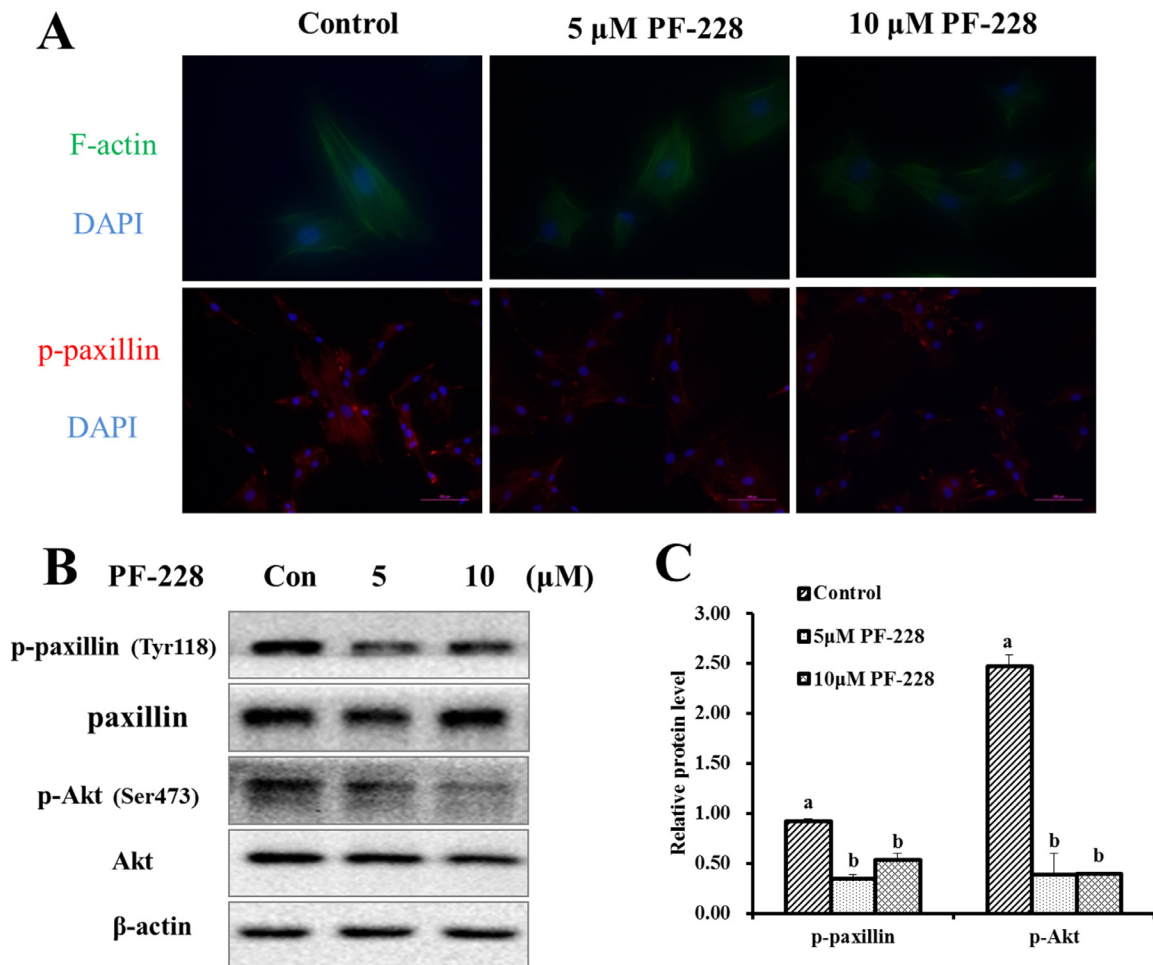 A
Control
5 μM PF-228
10 μM PF-228
F-actin
DAPI
p-paxillin
DAPI
B
PF-228 Con 5 10 (μM)
p-paxillin (Tyr118)
paxillin
p-Akt (Ser473)
Akt
β-actin
C
Control
5μM PF-228
10μM PF-228
Relative protein level
3.00
2.50
2.00
1.50
1.00
0.50
0.00
a
b
b
a
b
b
p-paxillin
p-Akt